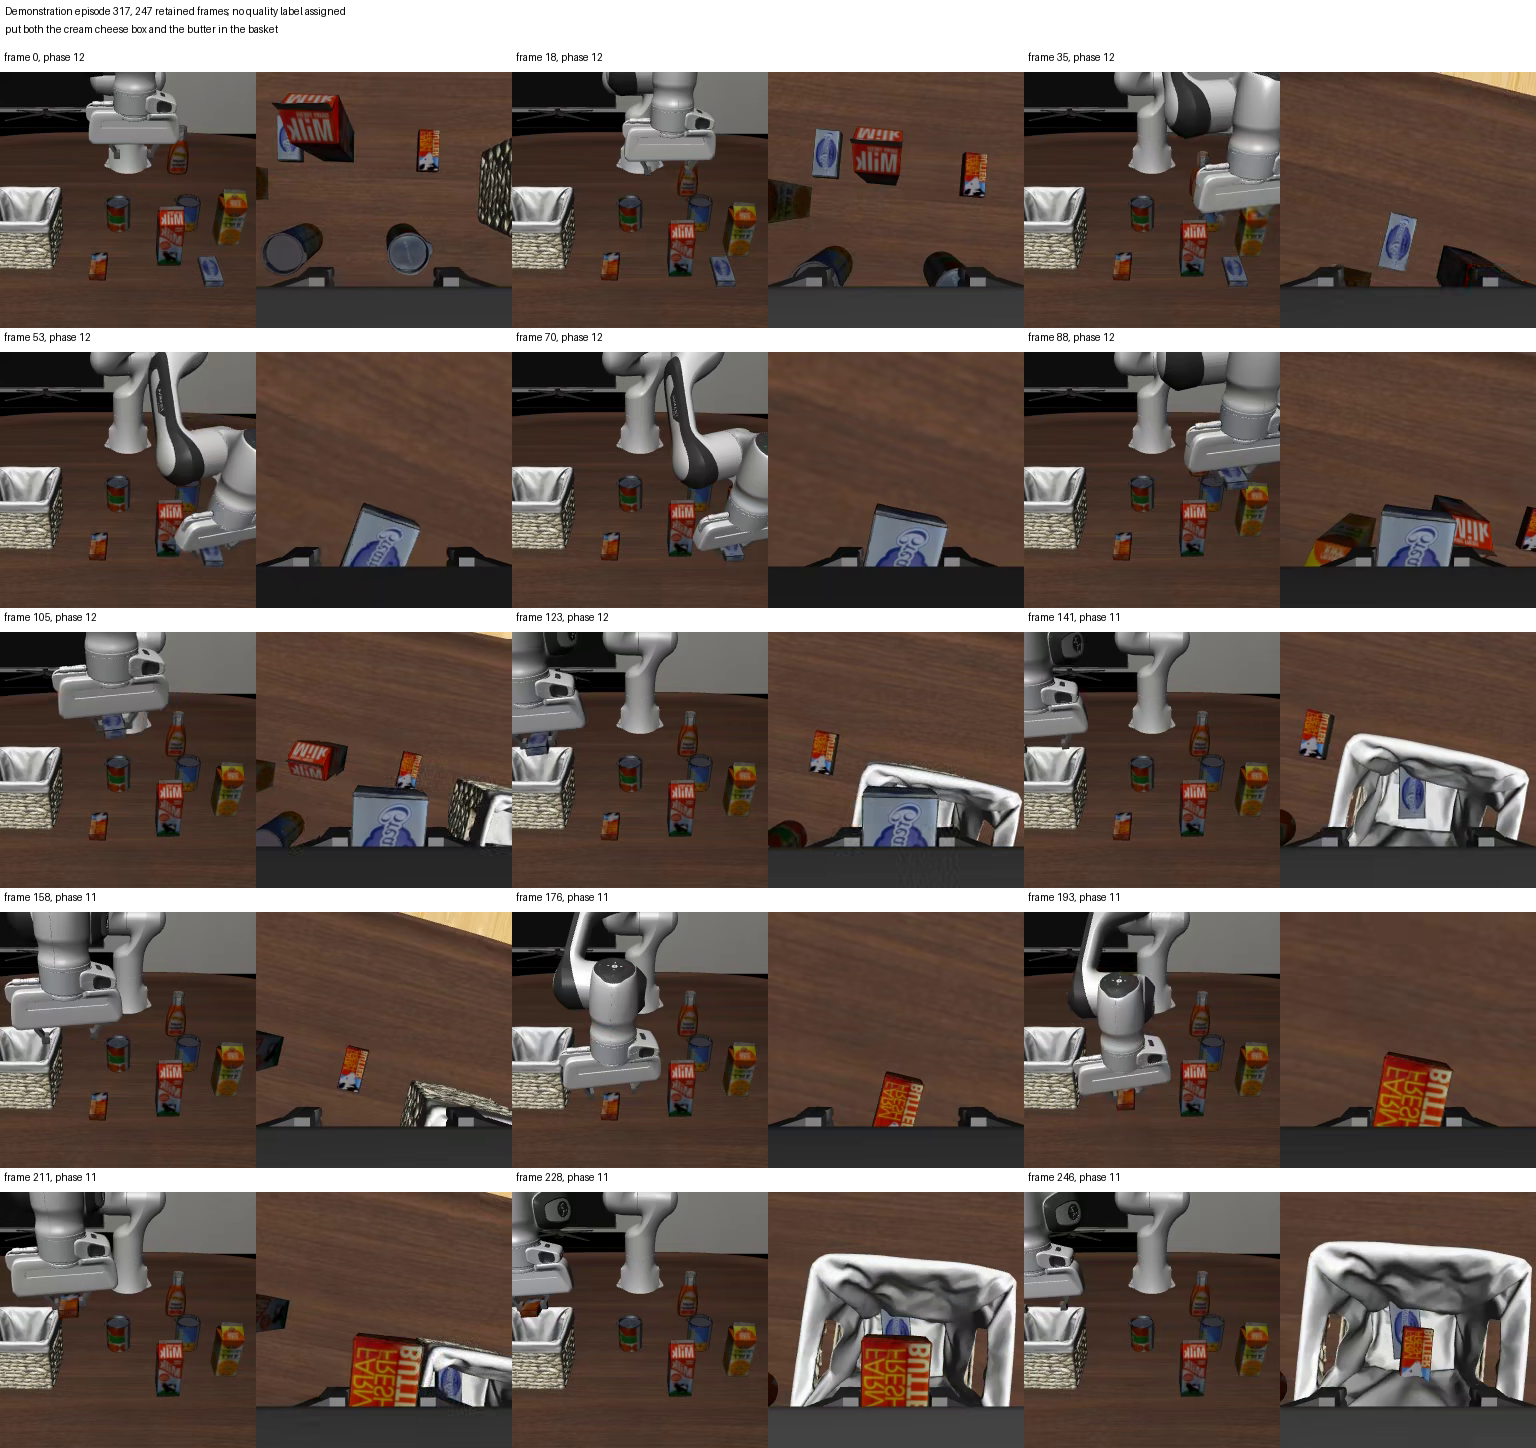 Demonstration episode 317, 247 retained frames; no quality label assigned
put both the cream cheese box and the butter in the basket
frame 0, phase 12
frame 18, phase 12
frame 35, phase 12
frame 53, phase 12
frame 70, phase 12
frame 88, phase 12
frame 105, phase 12
frame 123, phase 12
frame 141, phase 11
frame 158, phase 11
frame 176, phase 11
frame 193, phase 11
frame 211, phase 11
frame 228, phase 11
frame 246, phase 11